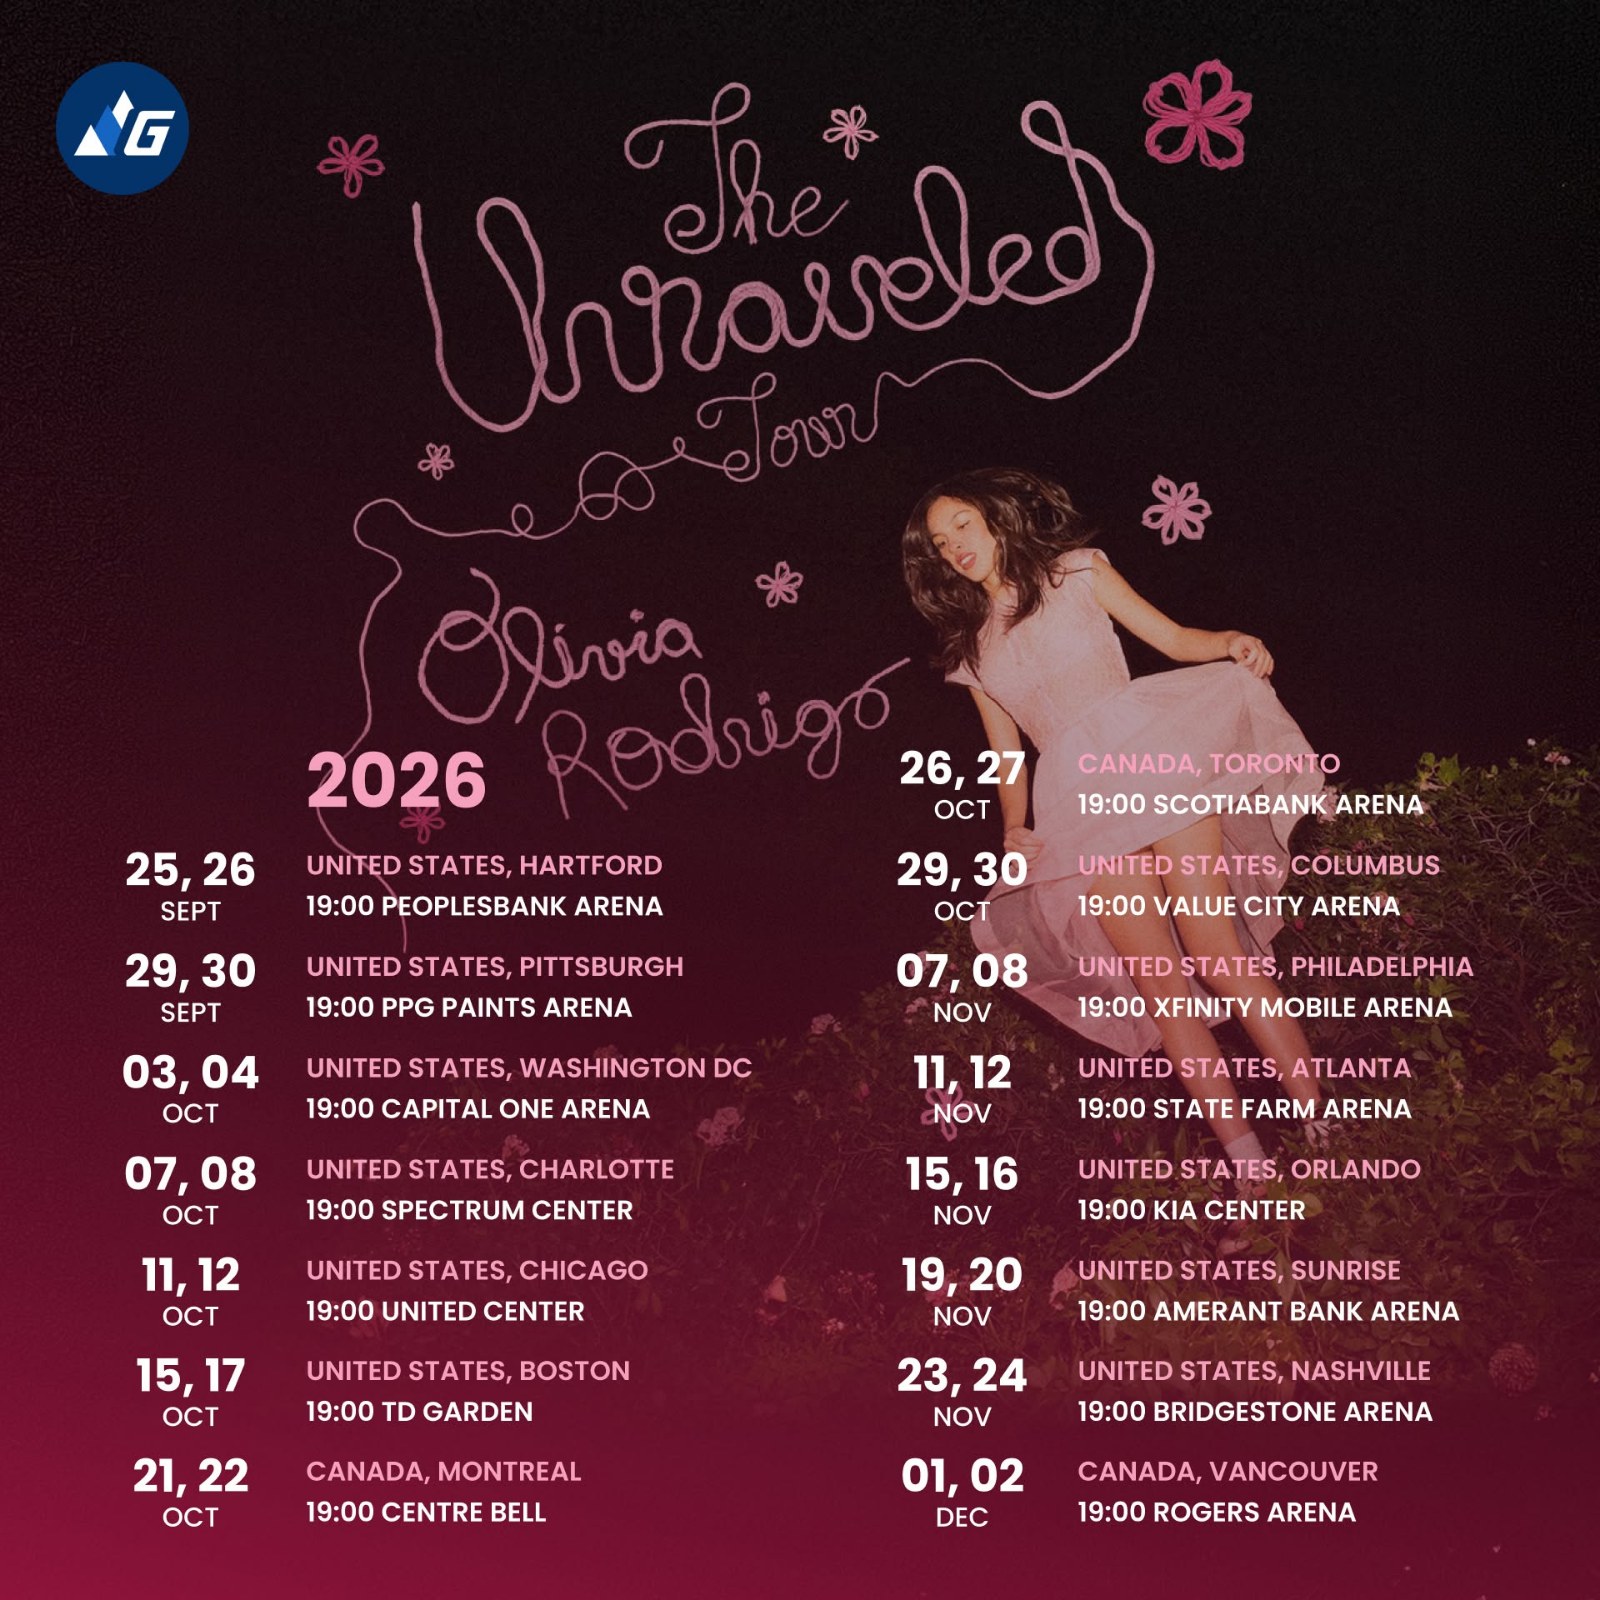 G
The
Unraveled
Tour
Olivia
Rodrigo
2026
25, 26
SEPT
UNITED STATES, HARTFORD
19:00 PEOPLESBANK ARENA
29, 30
SEPT
UNITED STATES, PITTSBURGH
19:00 PPG PAINTS ARENA
03, 04
OCT
UNITED STATES, WASHINGTON DC
19:00 CAPITAL ONE ARENA
07, 08
OCT
UNITED STATES, CHARLOTTE
19:00 SPECTRUM CENTER
11, 12
OCT
UNITED STATES, CHICAGO
19:00 UNITED CENTER
15, 17
OCT
UNITED STATES, BOSTON
19:00 TD GARDEN
21, 22
OCT
CANADA, MONTREAL
19:00 CENTRE BELL
26, 27
OCT
CANADA, TORONTO
19:00 SCOTIABANK ARENA
29, 30
OCT
UNITED STATES, COLUMBUS
19:00 VALUE CITY ARENA
07, 08
NOV
UNITED STATES, PHILADELPHIA
19:00 XFINITY MOBILE ARENA
11, 12
NOV
UNITED STATES, ATLANTA
19:00 STATE FARM ARENA
15, 16
NOV
UNITED STATES, ORLANDO
19:00 KIA CENTER
19, 20
NOV
UNITED STATES, SUNRISE
19:00 AMERANT BANK ARENA
23, 24
NOV
UNITED STATES, NASHVILLE
19:00 BRIDGESTONE ARENA
01, 02
DEC
CANADA, VANCOUVER
19:00 ROGERS ARENA